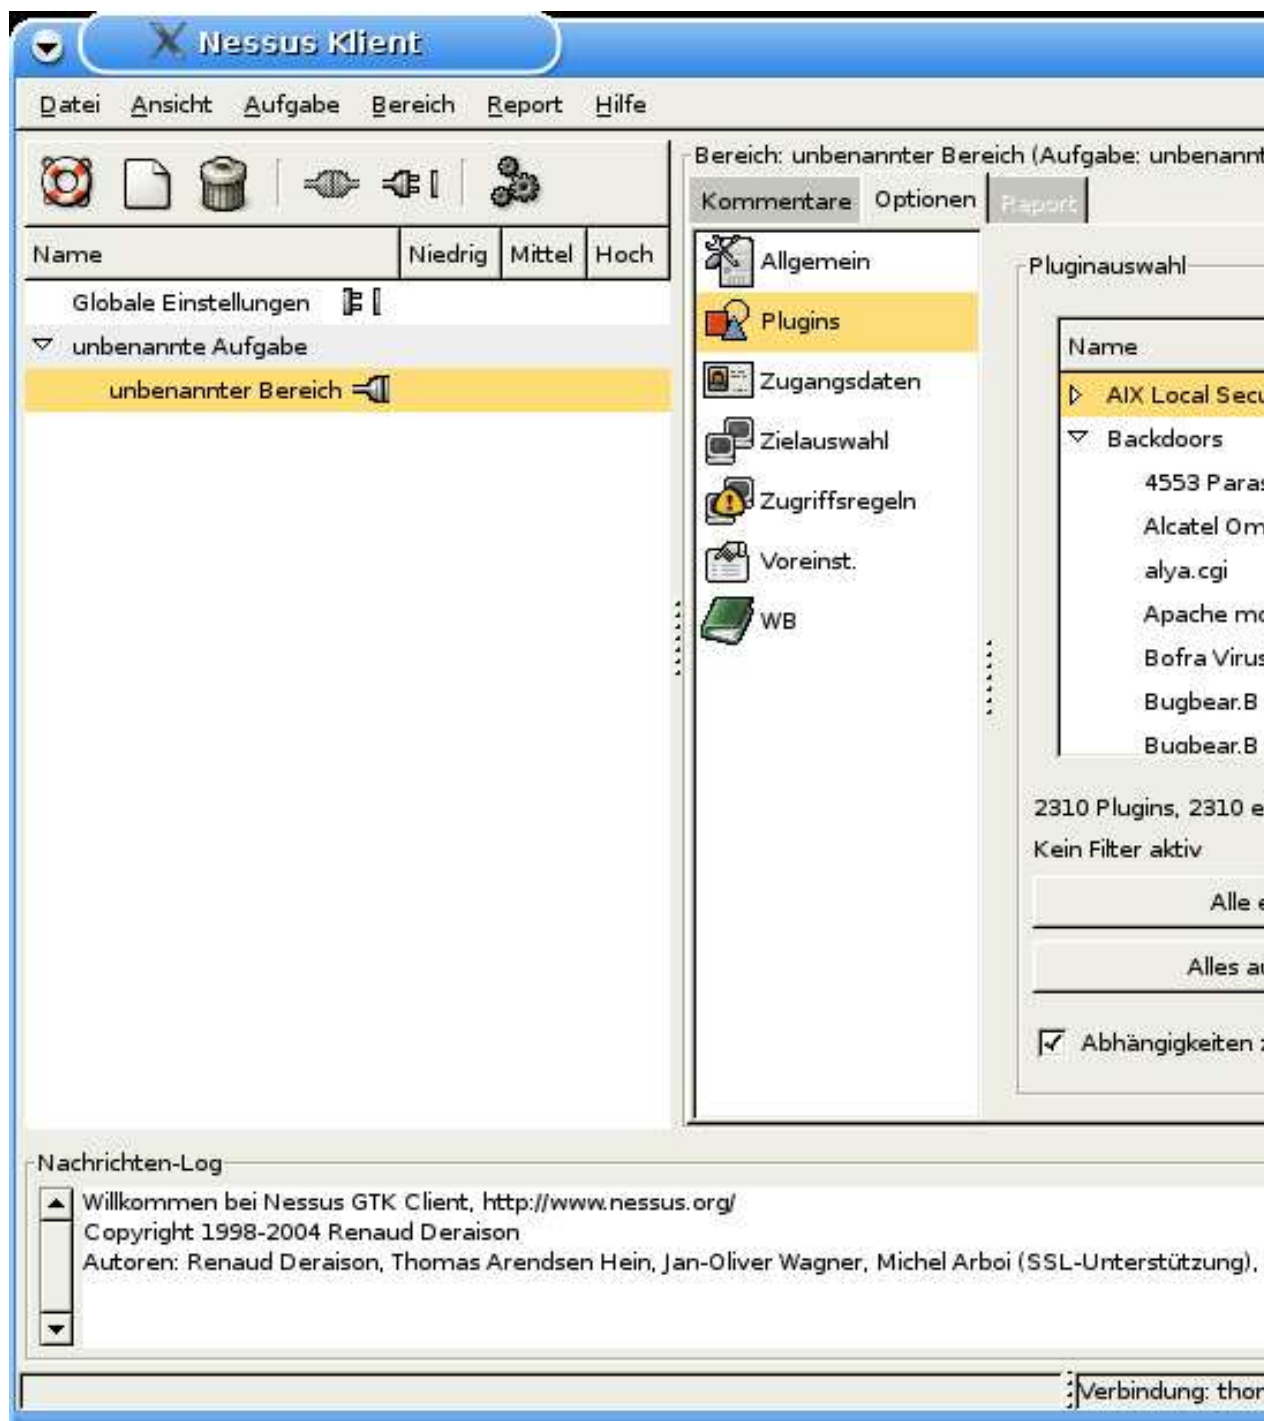 Nessus Klient
Datei Ansicht Aufgabe Bereich Report Hilfe
Name Niedrig Mittel Hoch
Globale Einstellungen
unbenannte Aufgabe
unbenannter Bereich
Bereich: unbenannter Bereich (Aufgabe: unbenannt
Kommentare Optionen Report
Allgemein
Plugins
Zugangsdaten
Zielauswahl
Zugriffsregeln
Voreinst.
WB
Pluginauswahl
Name
AIX Local Secu
Backdoors
4553 Paras
Alcatel Om
alya.cgi
Apache mo
Bofra Virus
Bugbear.B
Bugbear.B
2310 Plugins, 2310 e
Kein Filter aktiv
Alle e
Alles au
Abhängigkeiten z
Nachrichten-Log
Willkommen bei Nessus GTK Client, http://www.nessus.org/
Copyright 1998-2004 Renaud Deraison
Autoren: Renaud Deraison, Thomas Arendsen Hein, Jan-Oliver Wagner, Michel Arboi (SSL-Unterstützung),
Verbindung: thor